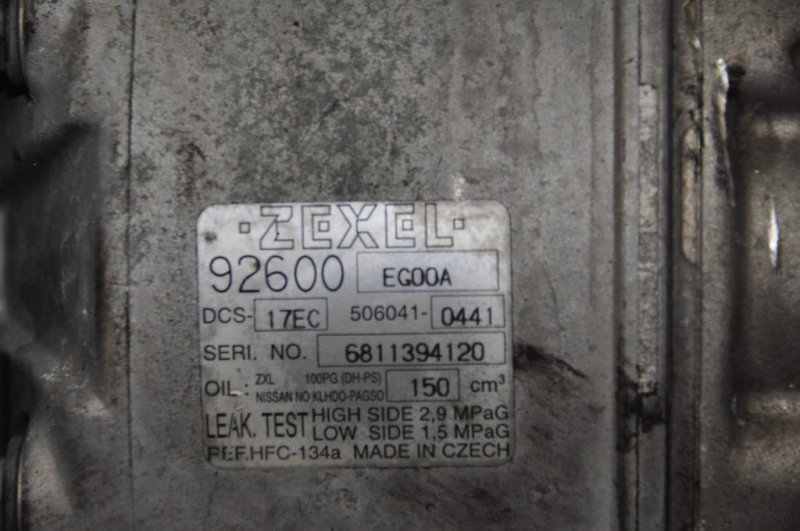 ·ZEXEL·
92600 EG00A
DCS- 17EC 506041- 0441
SERI. NO. 6811394120
OIL: ZXL 100PG (DH-PS) 150 cm³
NISSAN NO KLHDO-PAGSO
LEAK. TEST HIGH SIDE 2,9 MPaG
LOW SIDE 1,5 MPaG
REF.HFC-134a MADE IN CZECH